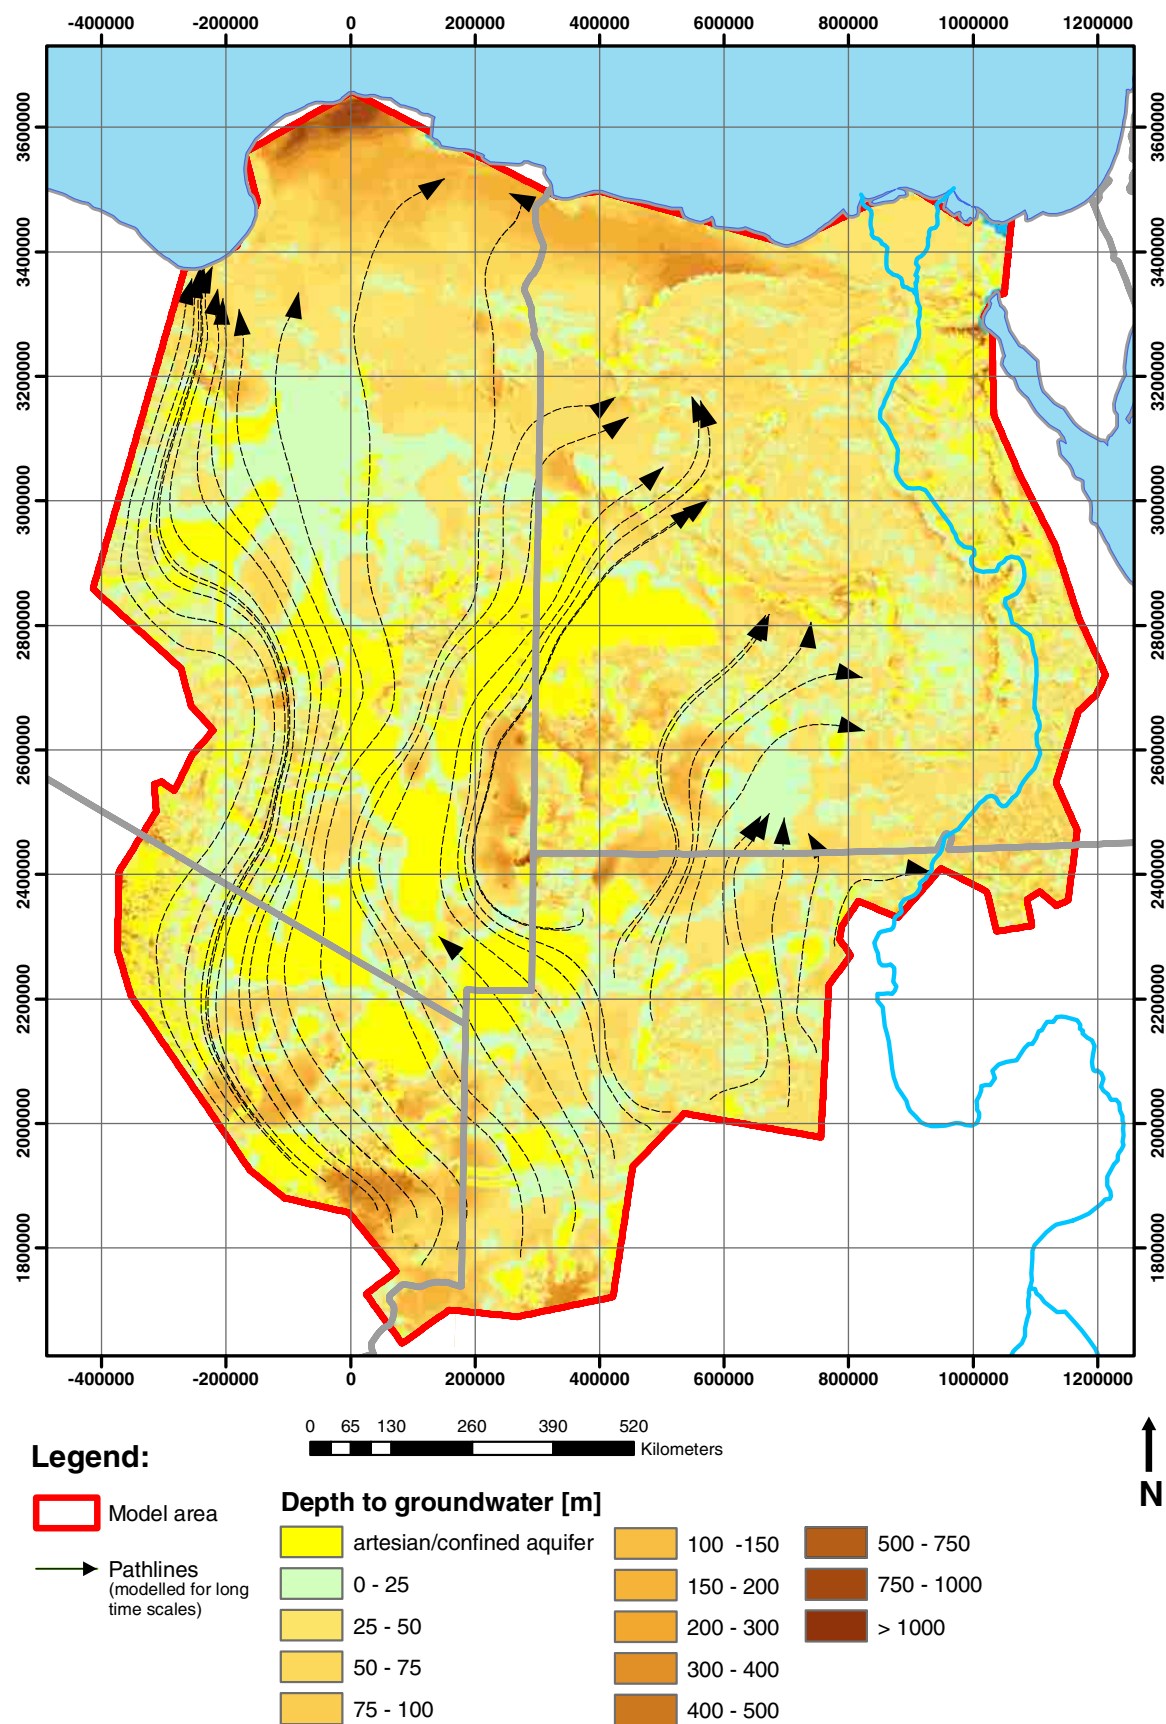 -400000 -200000 0 200000 400000 600000 800000 1000000 1200000
3600000 3600000
3400000 3400000
3200000 3200000
3000000 3000000
2800000 2800000
2600000 2600000
2400000 2400000
2200000 2200000
2000000 2000000
1800000 1800000
-400000 -200000 0 200000 400000 600000 800000 1000000 1200000
0 65 130 260 390 520
Kilometers
N
Legend:
Model area
Pathlines
(modelled for long
time scales)
Depth to groundwater [m]
artesian/confined aquifer
0 - 25
25 - 50
50 - 75
75 - 100
100 -150
150 - 200
200 - 300
300 - 400
400 - 500
500 - 750
750 - 1000
> 1000